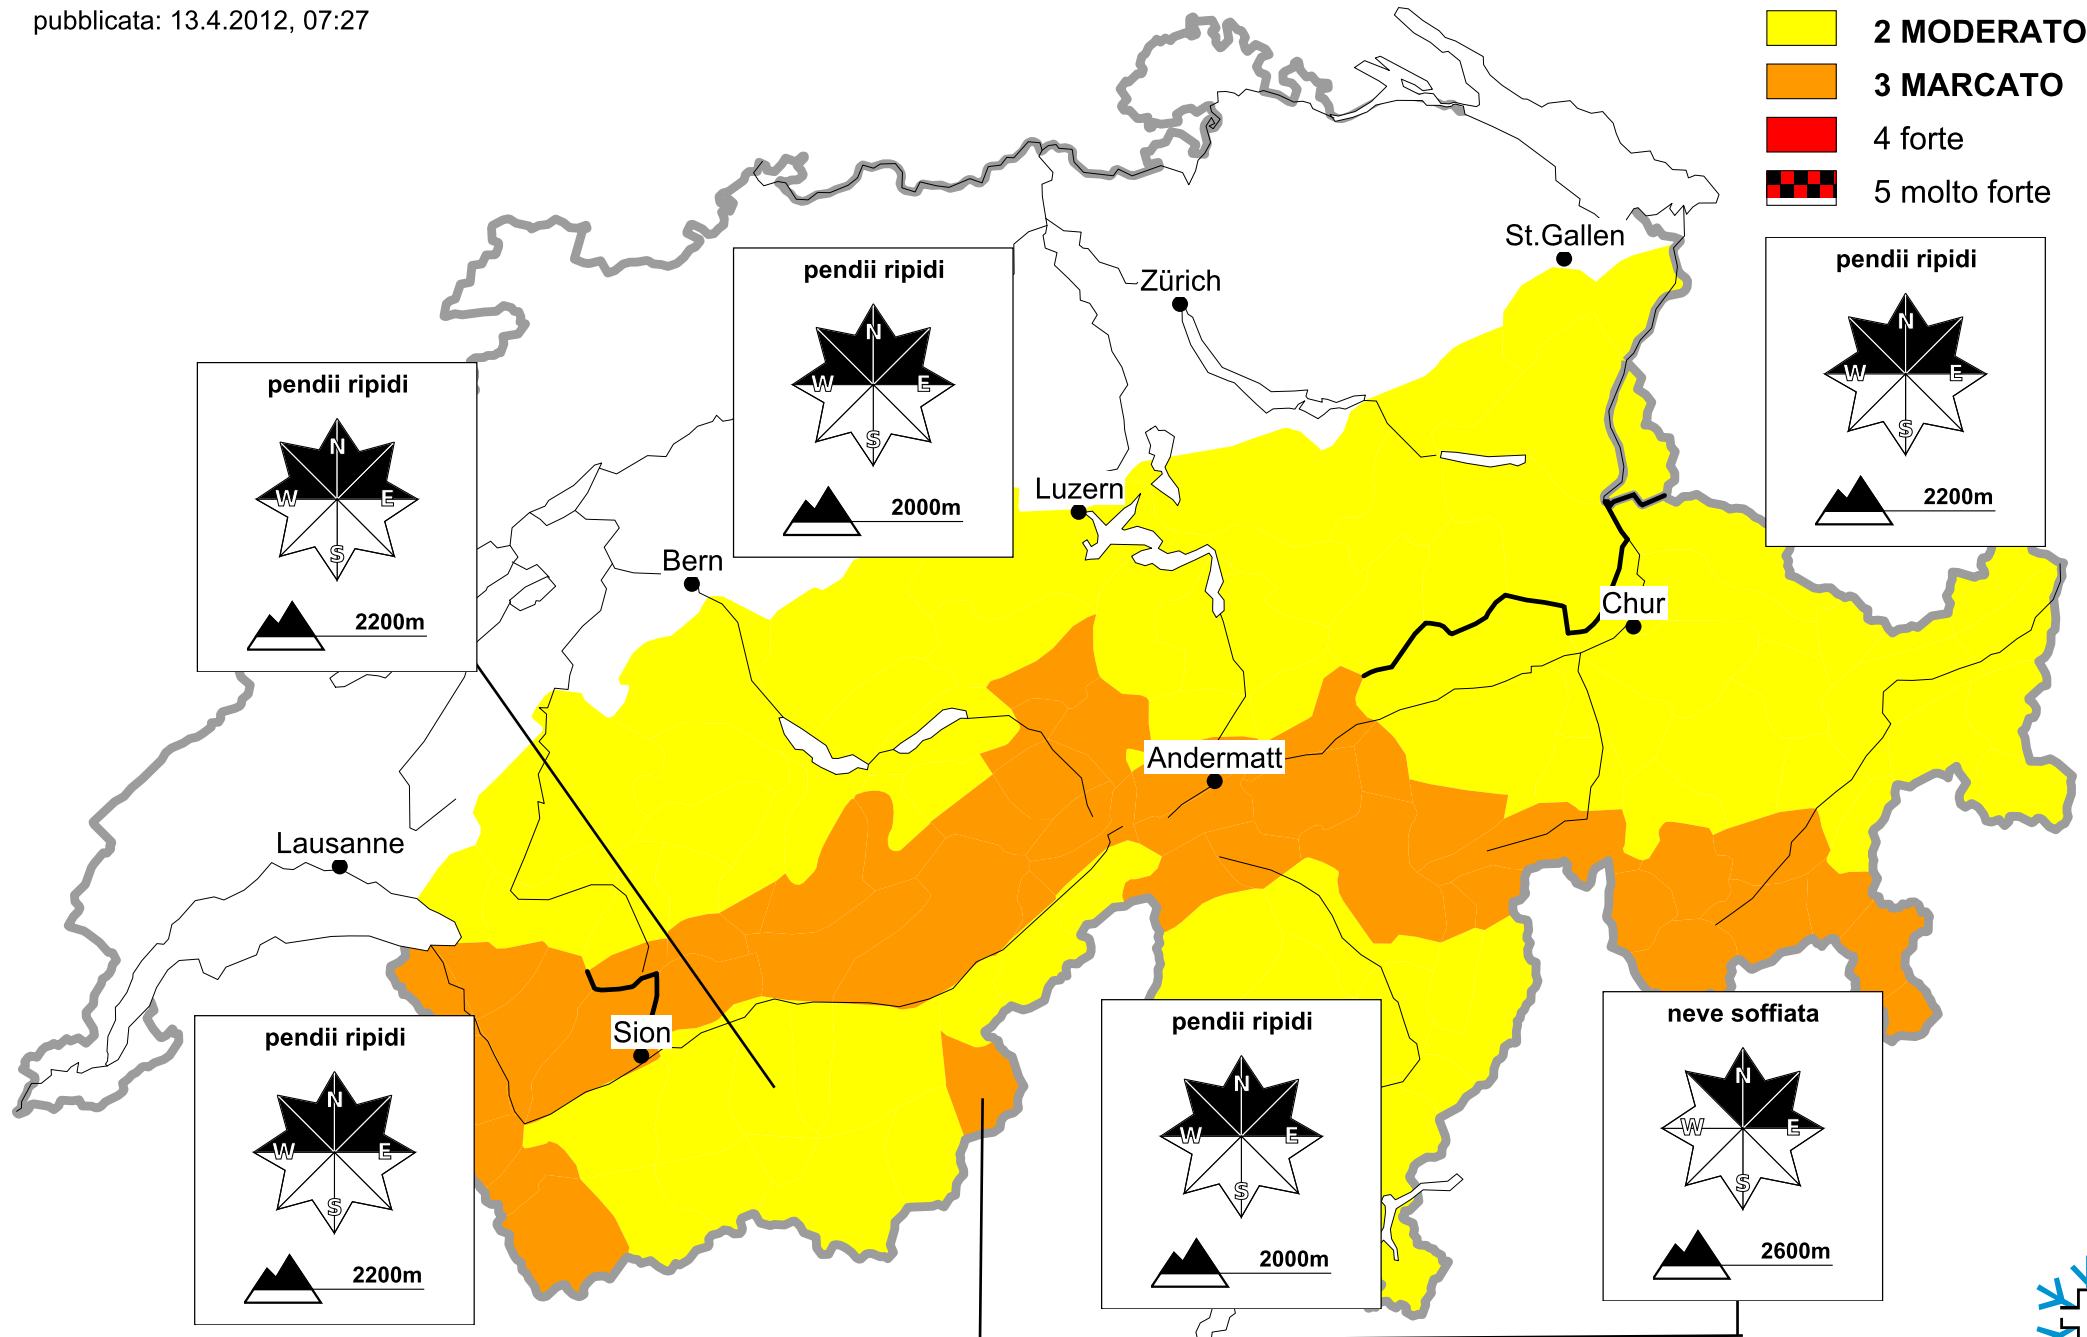 pubblicata: 13.4.2012, 07:27
2 MODERATO
3 MARCATO
4 forte
5 molto forte
St.Gallen
pendii ripidi
N
W E
S
2200m
pendii ripidi
N
W E
S
2000m
Zürich
pendii ripidi
N
W E
S
2200m
Luzern
Bern
Chur
Andermatt
Lausanne
Sion
pendii ripidi
N
W E
S
2200m
pendii ripidi
N
W E
S
2000m
neve soffiata
N
W E
S
2600m